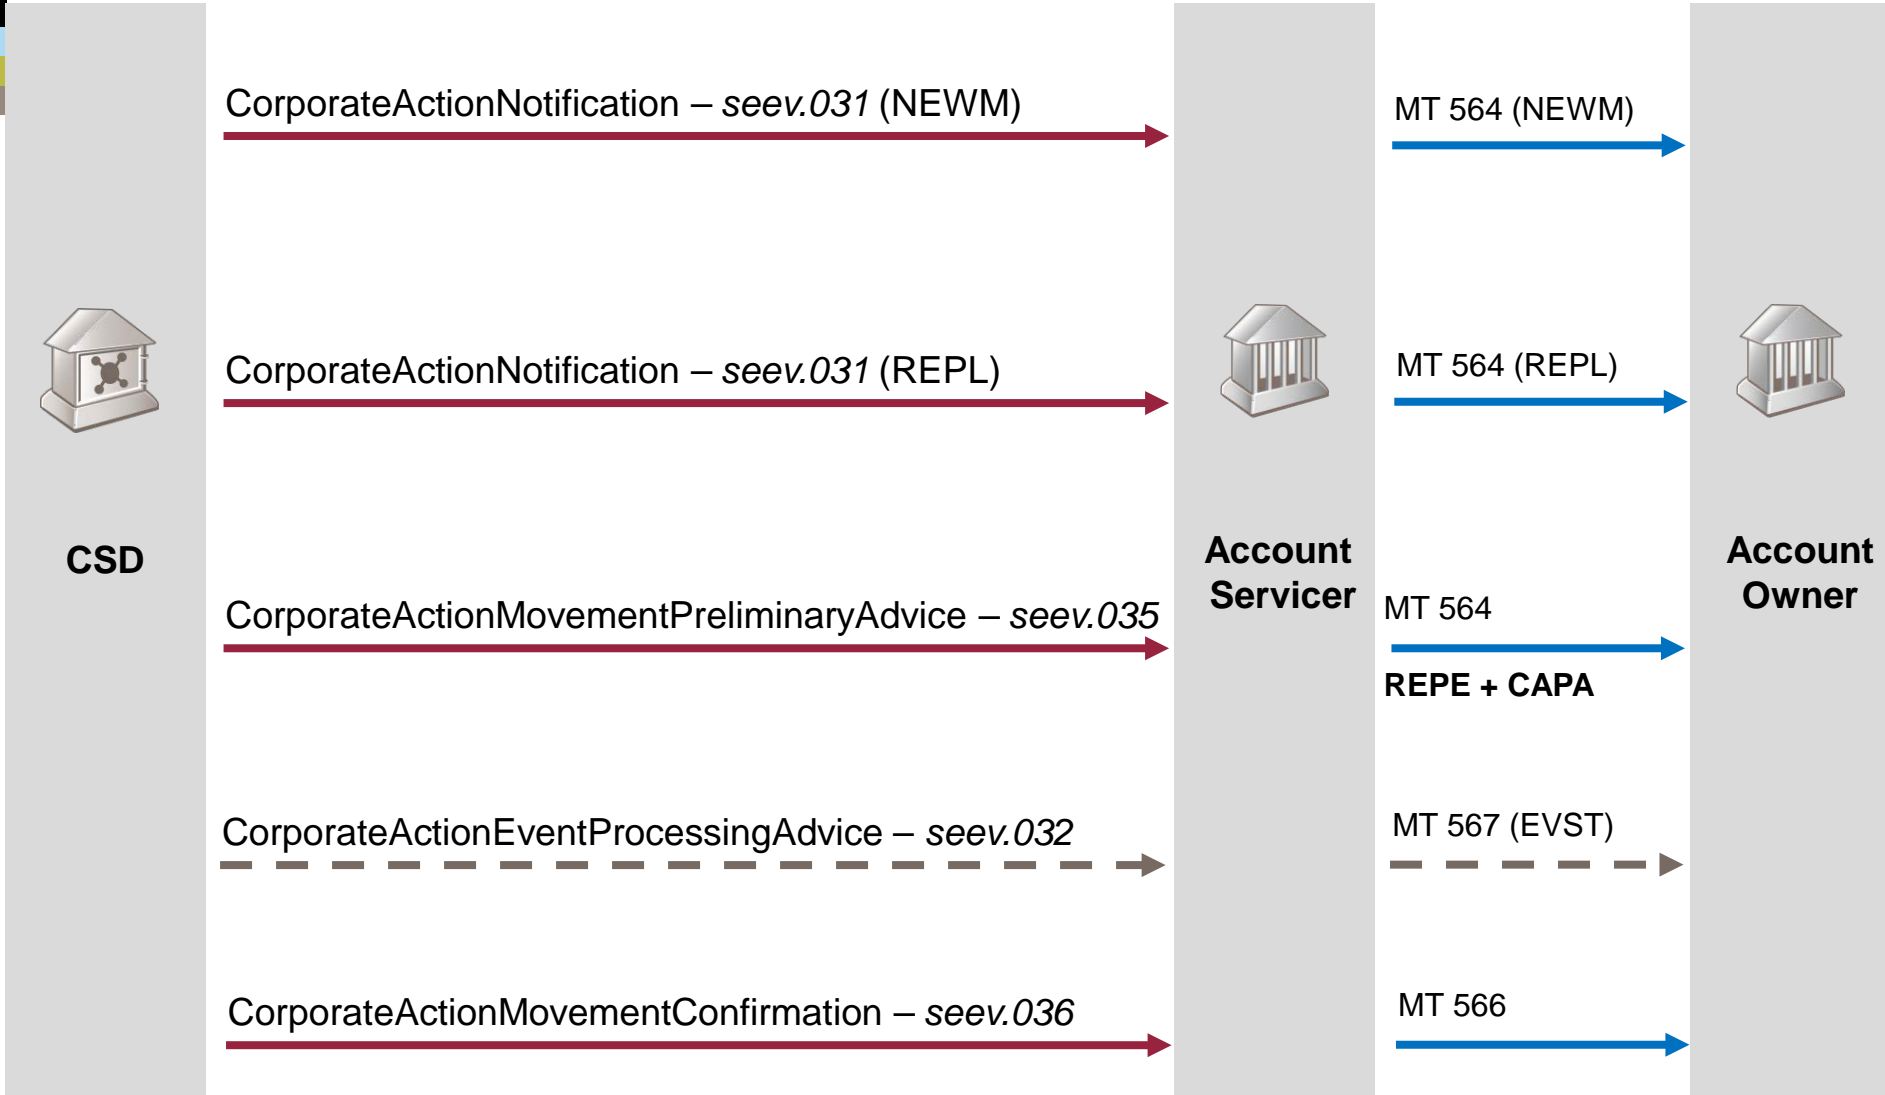 CorporateActionNotification – seev.031 (NEWM)
MT 564 (NEWM)
CorporateActionNotification – seev.031 (REPL)
MT 564 (REPL)
CSD
Account
Servicer
Account
Owner
CorporateActionMovementPreliminaryAdvice – seev.035
MT 564
REPE + CAPA
CorporateActionEventProcessingAdvice – seev.032
MT 567 (EVST)
CorporateActionMovementConfirmation – seev.036
MT 566